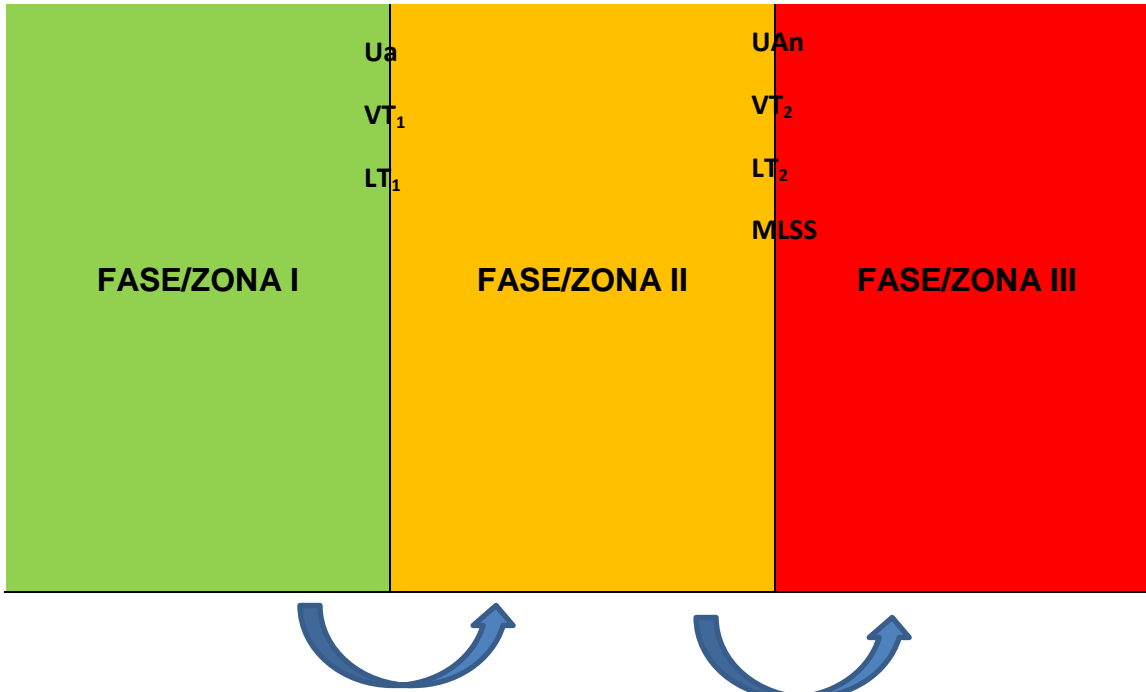 Ua
VT₁
LT₁
UAn
VT₂
LT₂
MLSS
FASE/ZONA I
FASE/ZONA II
FASE/ZONA III